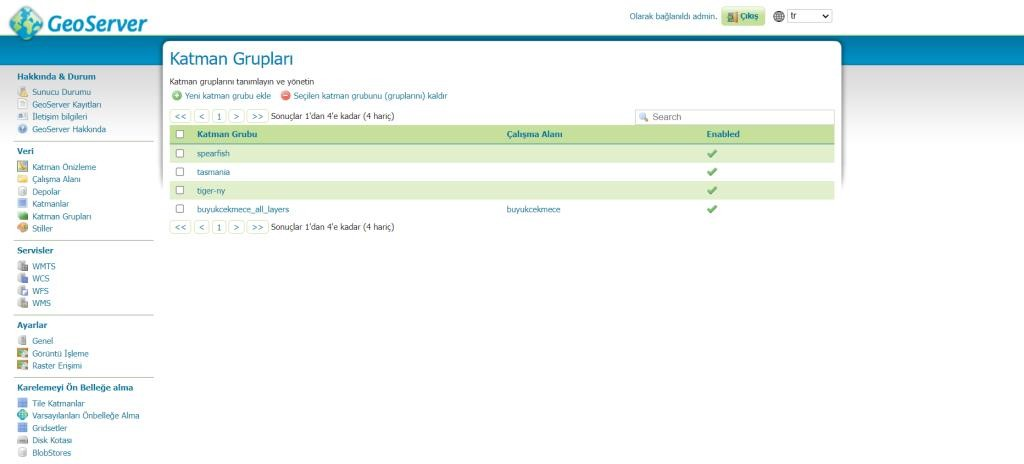 GeoServer
Olarak bağlanıldı admin. Çıkış tr
Katman Grupları
Katman gruplarını tanımlayın ve yönetin
Yeni katman grubu ekle Seçilen katman grubunu (gruplarını) kaldır
<< < 1 > >> Sonuçlar 1'dan 4'e kadar (4 hariç) Search
Katman Grubu Çalışma Alanı Enabled
spearfish
tasmania
tiger-ny
buyukcekmece_all_layers buyukcekmece
<< < 1 > >> Sonuçlar 1'dan 4'e kadar (4 hariç)
Hakkında & Durum
Sunucu Durumu
GeoServer Kayıtları
İletişim bilgileri
GeoServer Hakkında
Veri
Katman Önizleme
Çalışma Alanı
Depolar
Katmanlar
Katman Grupları
Stiller
Servisler
WMTS
WCS
WFS
WMS
Ayarlar
Genel
Görüntü İşleme
Raster Erişimi
Karelemeyi Ön Belleğe alma
Tile Katmanlar
Varsayılanları Önbelleğe Alma
Gridsetler
Disk Kotası
BlobStores